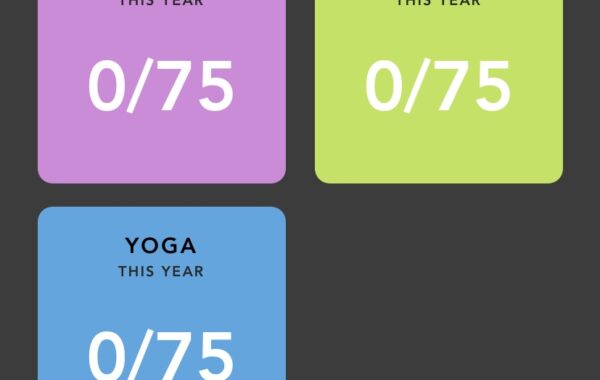 THIS YEAR THIS YEAR
0/75 0/75
YOGA
THIS YEAR
0/75